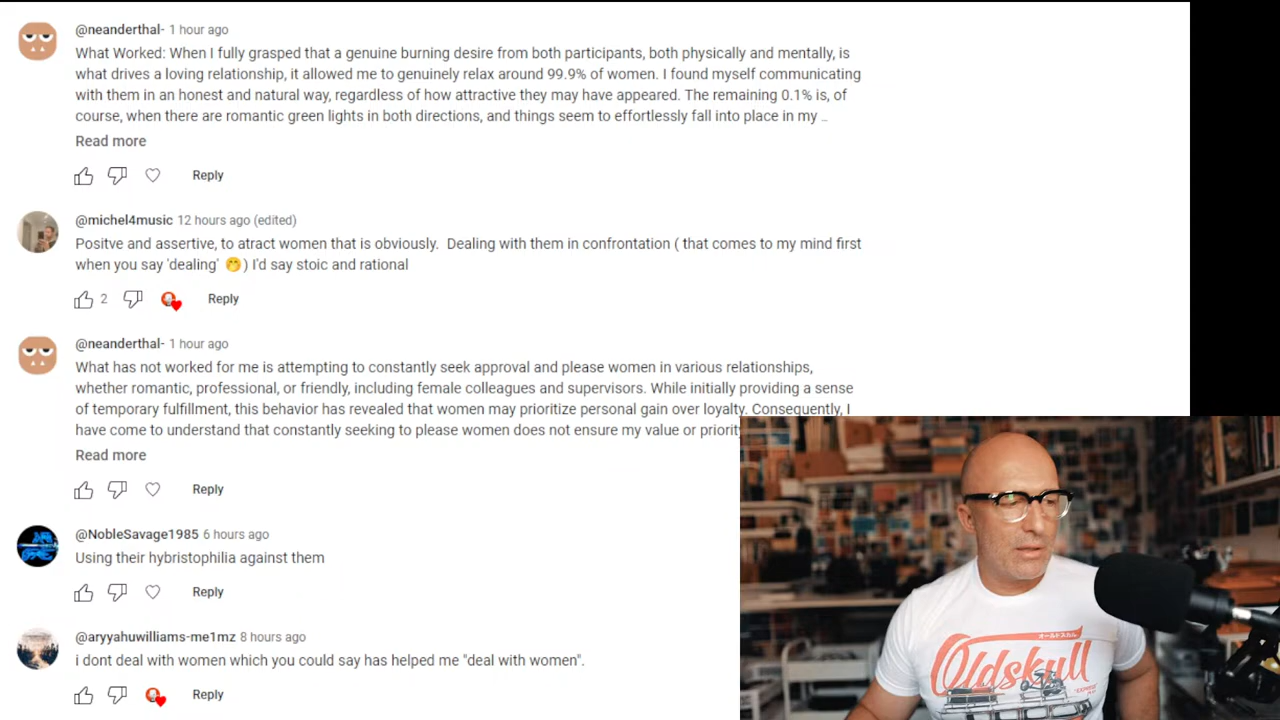 @neanderthal- 1 hour ago
What Worked: When I fully grasped that a genuine burning desire from both participants, both physically and mentally, is
what drives a loving relationship, it allowed me to genuinely relax around 99.9% of women. I found myself communicating
with them in an honest and natural way, regardless of how attractive they may have appeared. The remaining 0.1% is, of
course, when there are romantic green lights in both directions, and things seem to effortlessly fall into place in my ...
Read more
Reply
@michel4music 12 hours ago (edited)
Positve and assertive, to atract women that is obviously. Dealing with them in confrontation ( that comes to my mind first
when you say 'dealing' 🤭) I'd say stoic and rational
2 Reply
@neanderthal- 1 hour ago
What has not worked for me is attempting to constantly seek approval and please women in various relationships,
whether romantic, professional, or friendly, including female colleagues and supervisors. While initially providing a sense
of temporary fulfillment, this behavior has revealed that women may prioritize personal gain over loyalty. Consequently, I
have come to understand that constantly seeking to please women does not ensure my value or priority
Read more
Reply
@NobleSavage1985 6 hours ago
Using their hybristophilia against them
Reply
@aryyahuwilliams-me1mz 8 hours ago
i dont deal with women which you could say has helped me "deal with women".
Reply
オールドスカル
Oldskull